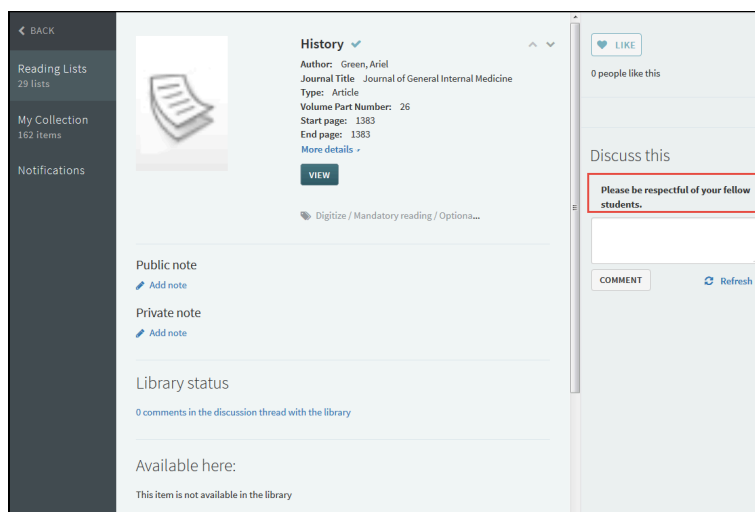 BACK
Reading Lists
29 lists
My Collection
162 items
Notifications
History
Author: Green, Ariel
Journal Title Journal of General Internal Medicine
Type: Article
Volume Part Number: 26
Start page: 1383
End page: 1383
More details
VIEW
Digitize / Mandatory reading / Optiona...
Public note
Add note
Private note
Add note
Library status
0 comments in the discussion thread with the library
Available here:
This item is not available in the library
LIKE
0 people like this
Discuss this
Please be respectful of your fellow
students.
COMMENT
Refresh